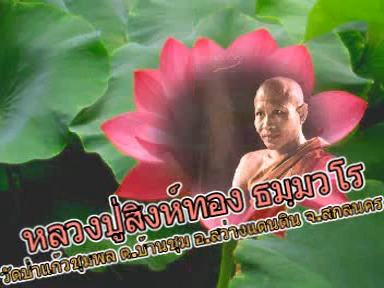 หลวงปู่สิงห์ทอง ธมฺมวโร
วัดป่าแก้วชุมพล ต.บ้านชุม อ.สว่างแดนดิน จ.สกลนคร